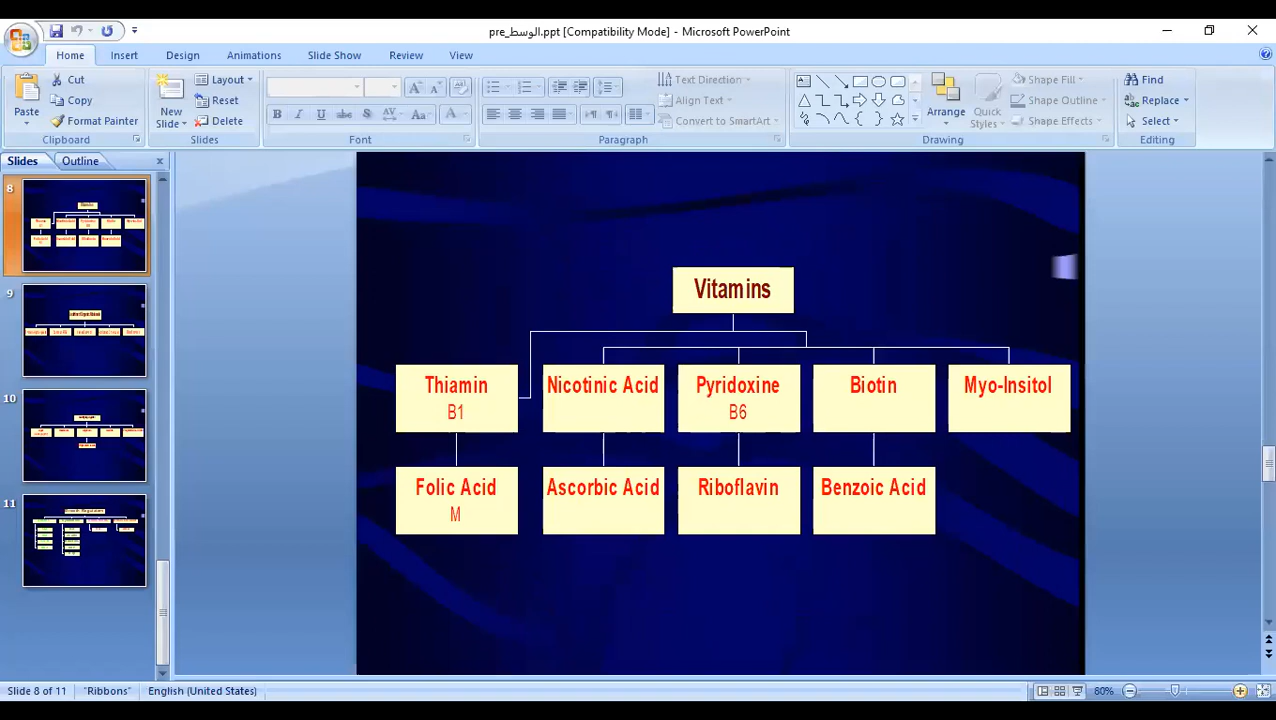 pre_الوسط.ppt [Compatibility Mode] - Microsoft PowerPoint
Home Insert Design Slide Show Animations Review View
Paste
Cut
Copy
Format Painter
Clipboard
New Slide
Layout
Reset
Delete
Slides
Font
Text Direction
Align Text
Convert to SmartArt
Paragraph
Arrange
Quick Styles
Shape Fill
Shape Outline
Shape Effects
Drawing
Find
Replace
Select
Editing
Slides Outline
8
9
10
11
Vitamins
Thiamin
B1
Nicotinic Acid
Pyridoxine
B6
Biotin
Myo-Insitol
Folic Acid
M
Ascorbic Acid
Riboflavin
Benzoic Acid
Slide 8 of 11 "Ribbons" English (United States) 80%